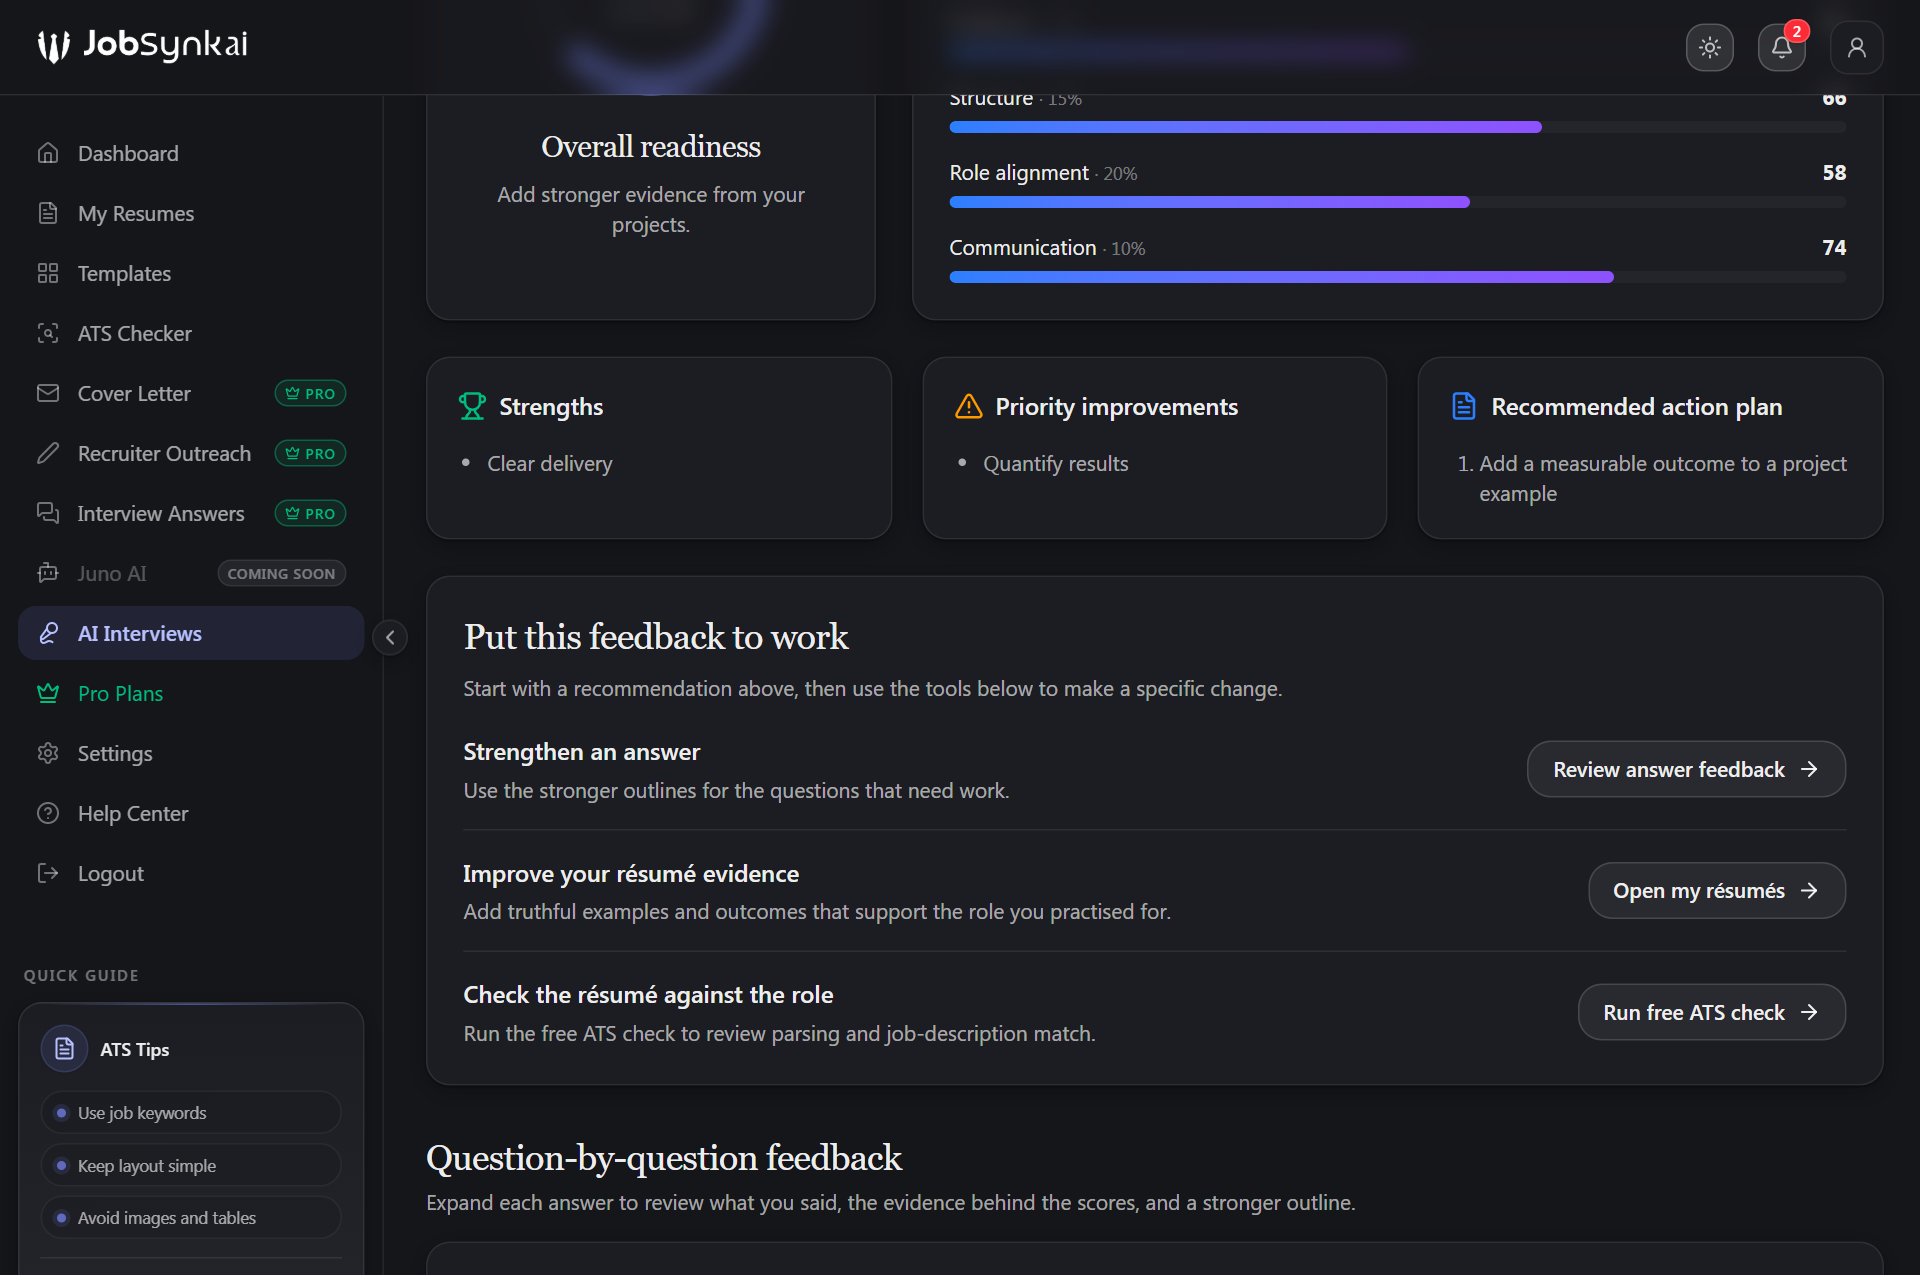 JobSynkai
2
Dashboard
My Resumes
Templates
ATS Checker
Cover Letter PRO
Recruiter Outreach PRO
Interview Answers PRO
Juno AI COMING SOON
AI Interviews
Pro Plans
Settings
Help Center
Logout
QUICK GUIDE
ATS Tips
Use job keywords
Keep layout simple
Avoid images and tables
Overall readiness
Add stronger evidence from your
projects.
Structure · 15% 66
Role alignment · 20% 58
Communication · 10% 74
Strengths
• Clear delivery
Priority improvements
• Quantify results
Recommended action plan
1. Add a measurable outcome to a project
example
Put this feedback to work
Start with a recommendation above, then use the tools below to make a specific change.
Strengthen an answer
Use the stronger outlines for the questions that need work.
Review answer feedback →
Improve your résumé evidence
Add truthful examples and outcomes that support the role you practised for.
Open my résumés →
Check the résumé against the role
Run the free ATS check to review parsing and job-description match.
Run free ATS check →
Question-by-question feedback
Expand each answer to review what you said, the evidence behind the scores, and a stronger outline.